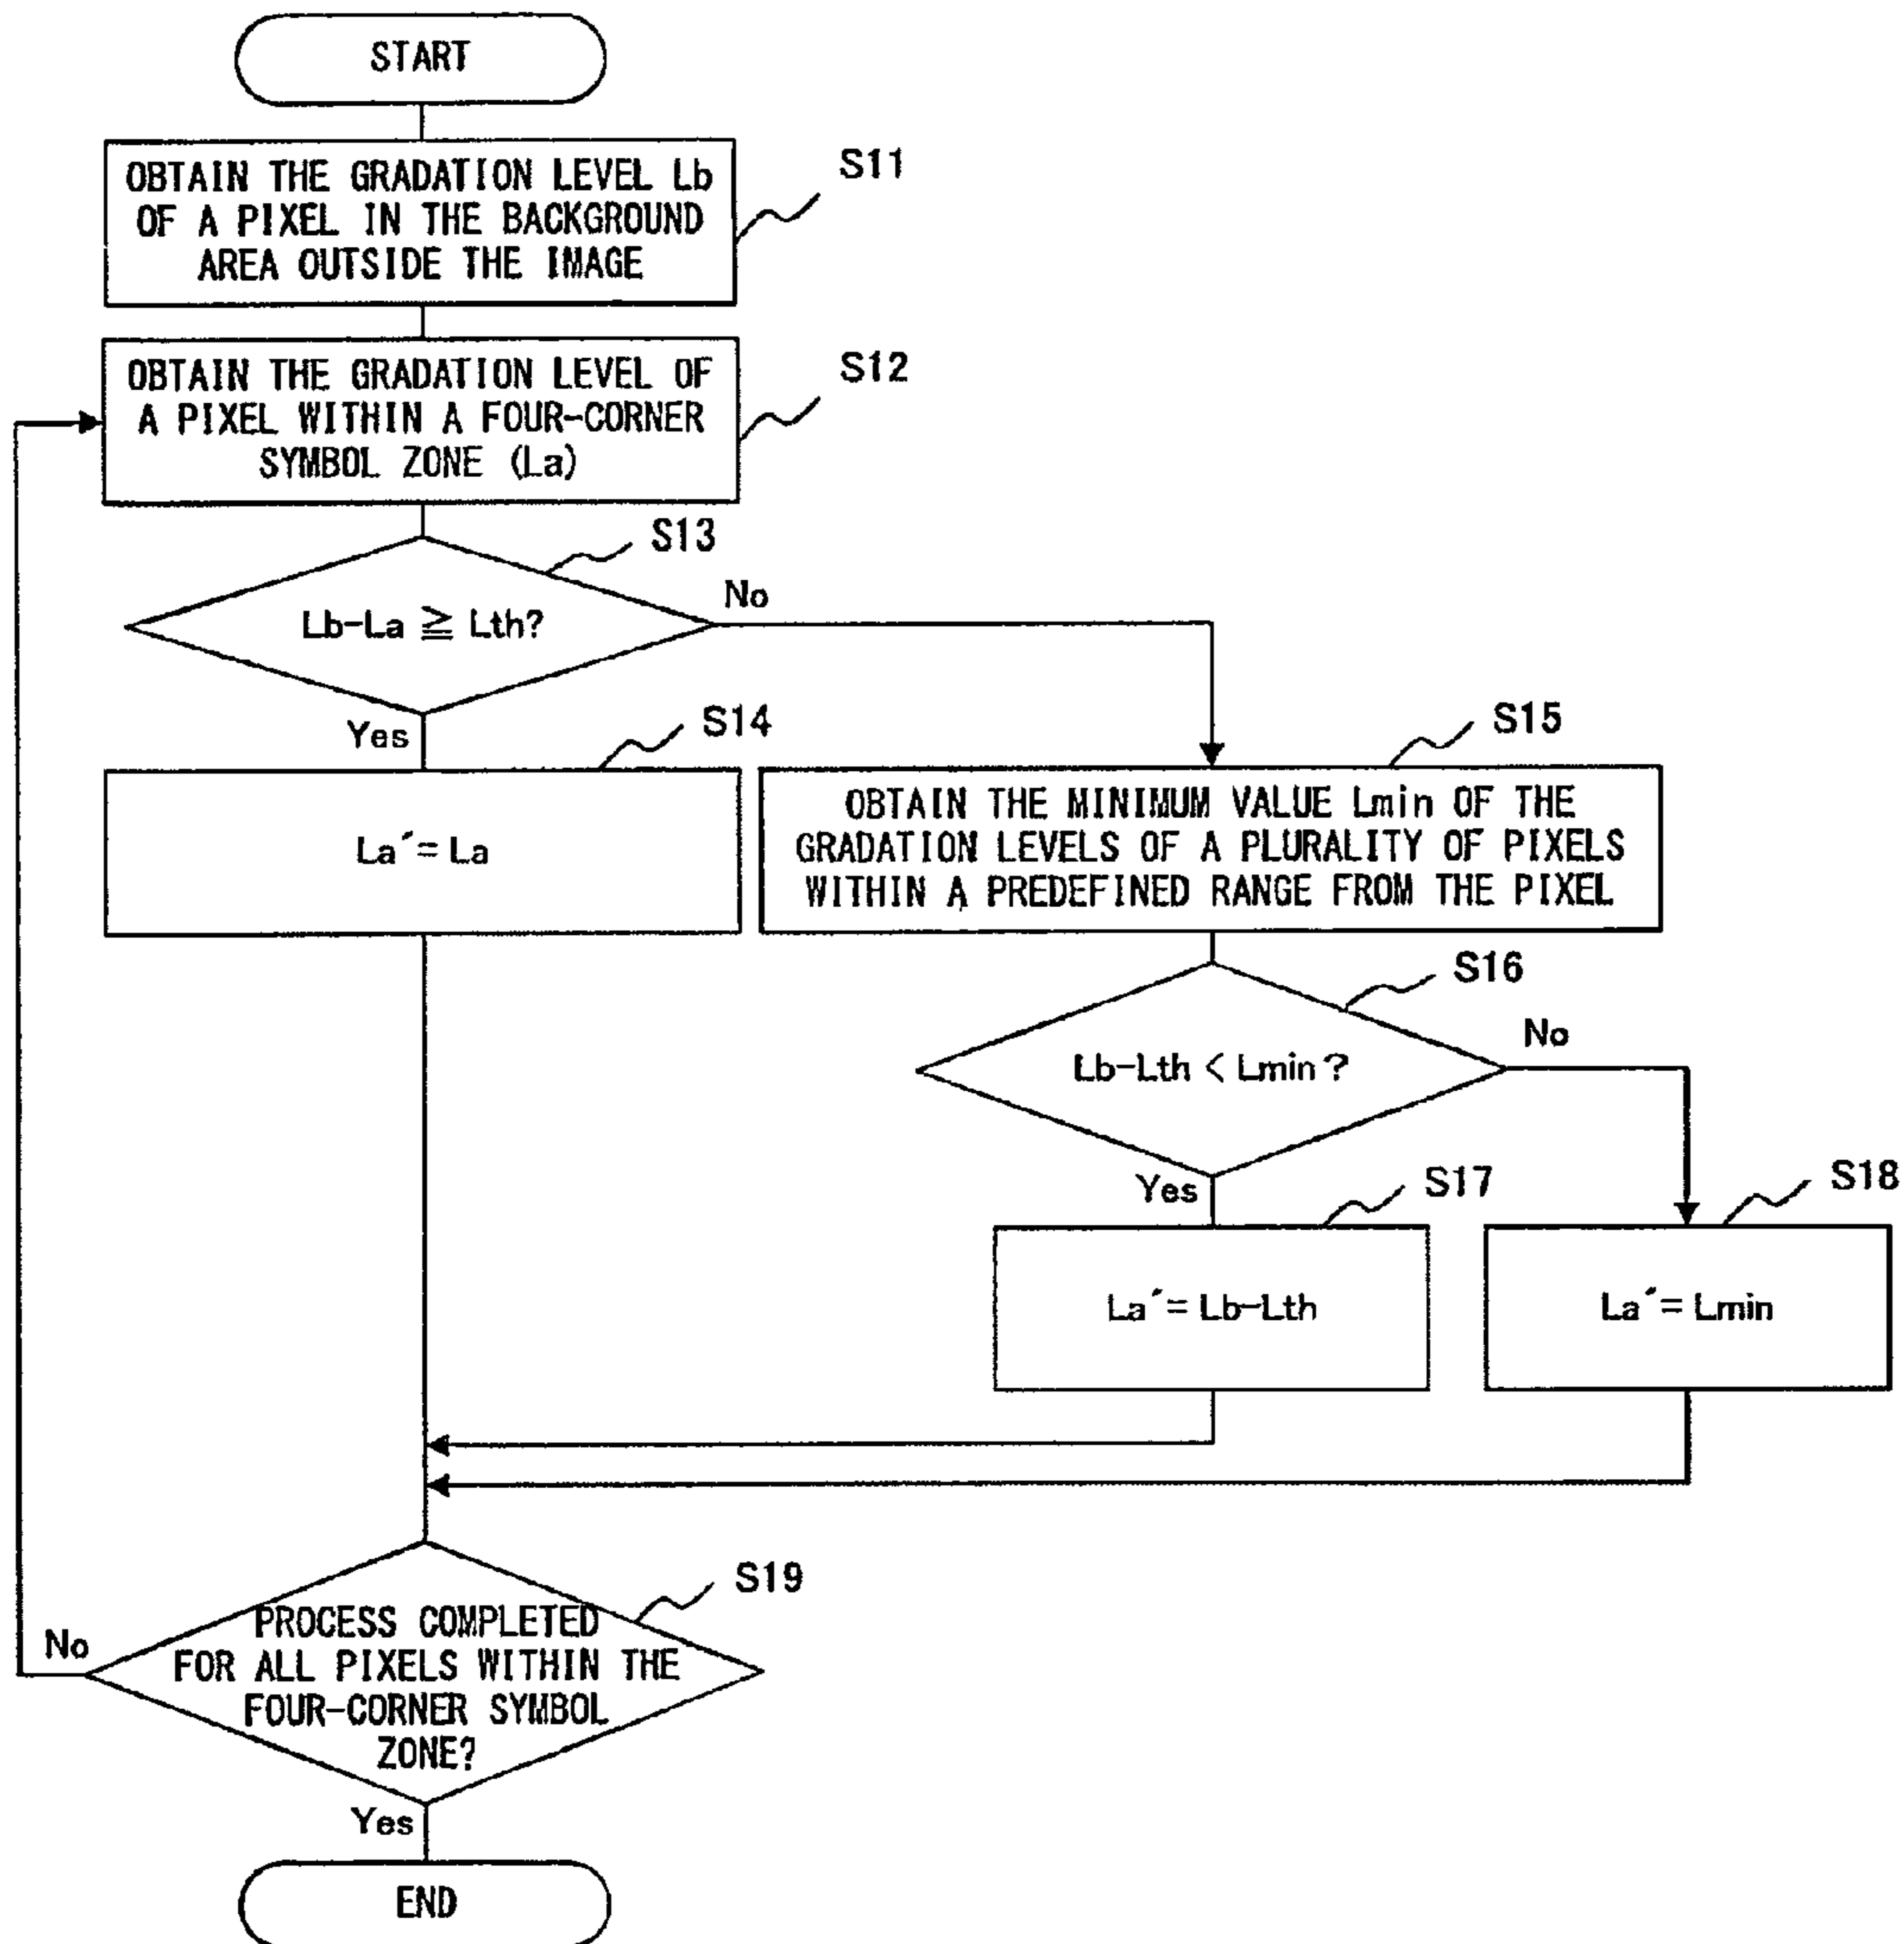 START
OBTAIN THE GRADATION LEVEL Lb
OF A PIXEL IN THE BACKGROUND
AREA OUTSIDE THE IMAGE
S11
OBTAIN THE GRADATION LEVEL OF
A PIXEL WITHIN A FOUR-CORNER
SYMBOL ZONE (La)
S12
S13
Lb-La ≧ Lth?
No
Yes
S14
La´= La
S15
OBTAIN THE MINIMUM VALUE Lmin OF THE
GRADATION LEVELS OF A PLURALITY OF PIXELS
WITHIN A PREDEFINED RANGE FROM THE PIXEL
S16
Lb-Lth < Lmin ?
No
Yes
S17
La´= Lb-Lth
S18
La´= Lmin
S19
PROCESS COMPLETED
FOR ALL PIXELS WITHIN THE
FOUR-CORNER SYMBOL
ZONE?
No
Yes
END